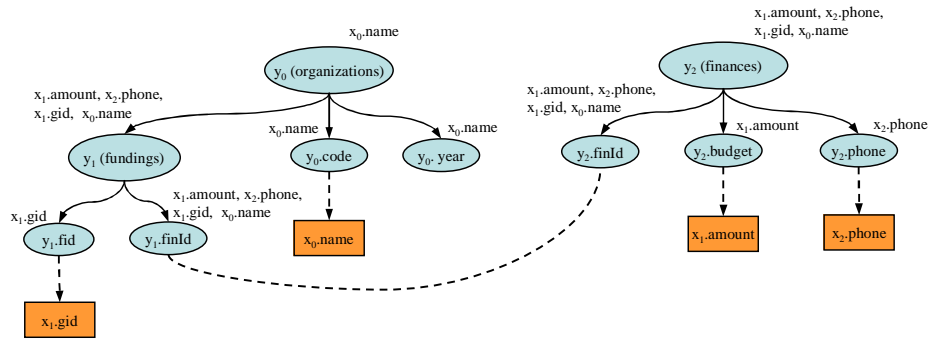 x₀.name
y₀ (organizations)
x₁.amount, x₂.phone,
x₁.gid, x₀.name
y₁ (fundings)
x₀.name
y₀.code
x₀.name
y₀. year
x₁.gid
y₁.fid
x₁.amount, x₂.phone,
x₁.gid, x₀.name
y₁.finId
x₀.name
x₁.gid
x₁.amount, x₂.phone,
x₁.gid, x₀.name
y₂ (finances)
x₁.amount, x₂.phone,
x₁.gid, x₀.name
y₂.finId
x₁.amount
y₂.budget
x₂.phone
y₂.phone
x₁.amount
x₂.phone